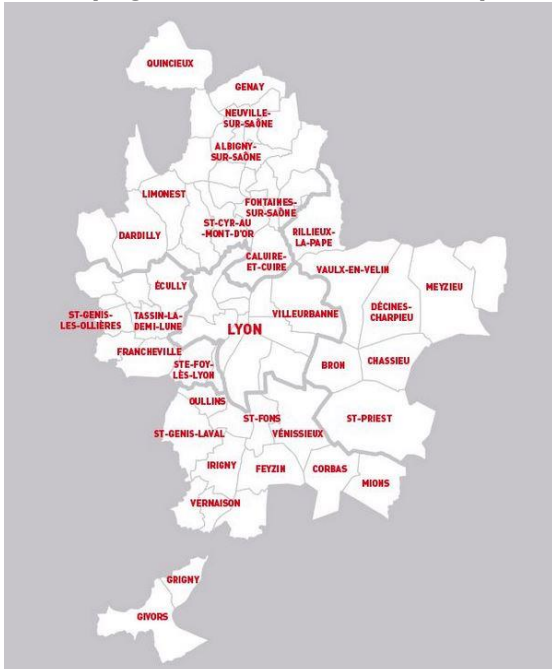 QUINCIEUX
GENAY
NEUVILLE-
SUR-SAÔNE
ALBIGNY-
SUR-SAÔNE
LIMONEST
FONTAINES-
SUR-SAÔNE
ST-CYR-AU
-MONT-D'OR
DARDILLY
RILLIEUX-
LA-PAPE
CALUIRE-
ET-CUIRE
VAULX-EN-VELIN
MEYZIEU
ÉCULLY
DÉCINES-
CHARPIEU
ST-GENIS-
LES-OLLIÈRES
TASSIN-LA-
DEMI-LUNE
VILLEURBANNE
LYON
FRANCHEVILLE
STE-FOY-
LÈS-LYON
BRON
CHASSIEU
OULLINS
ST-FONS
ST-PRIEST
ST-GENIS-LAVAL
VÉNISSIEUX
IRIGNY
FEYZIN
CORBAS
MIONS
VERNAISON
GRIGNY
GIVORS